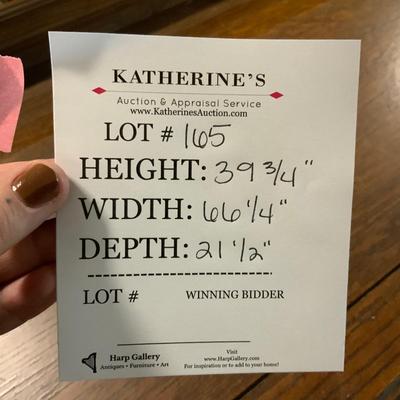 KATHERINE'S
Auction & Appraisal Service
www.KatherinesAuction.com
LOT # 165
HEIGHT: 39 3/4"
WIDTH: 66 1/4"
DEPTH: 21 1/2"
LOT # WINNING BIDDER
Harp Gallery
Antiques • Furniture • Art
Visit
www.HarpGallery.com
For inspiration or to add to your home!